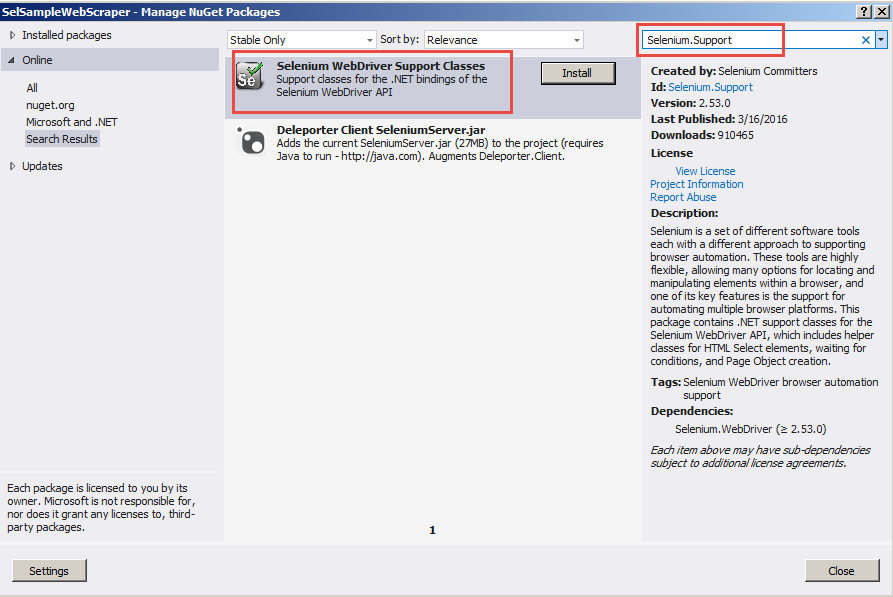 SelSampleWebScraper - Manage NuGet Packages
Installed packages
Online
All
nuget.org
Microsoft and .NET
Search Results
Updates
Each package is licensed to you by its
owner. Microsoft is not responsible for,
nor does it grant any licenses to, third-
party packages.
Settings
Stable Only
Sort by: Relevance
Selenium WebDriver Support Classes
Support classes for the .NET bindings of the
Selenium WebDriver API
Install
Deleporter Client SeleniumServer.jar
Adds the current SeleniumServer.jar (27MB) to the project (requires
Java to run - http://java.com). Augments Deleporter.Client.
1
Selenium.Support
Created by: Selenium Committers
Id: Selenium.Support
Version: 2.53.0
Last Published: 3/16/2016
Downloads: 910465
License
View License
Project Information
Report Abuse
Description:
Selenium is a set of different software tools
each with a different approach to supporting
browser automation. These tools are highly
flexible, allowing many options for locating and
manipulating elements within a browser, and
one of its key features is the support for
automating multiple browser platforms. This
package contains .NET support classes for the
Selenium WebDriver API, which includes helper
classes for HTML Select elements, waiting for
conditions, and Page Object creation.
Tags: Selenium WebDriver browser automation
support
Dependencies:
Selenium.WebDriver (≥ 2.53.0)
Each item above may have sub-dependencies
subject to additional license agreements.
Close